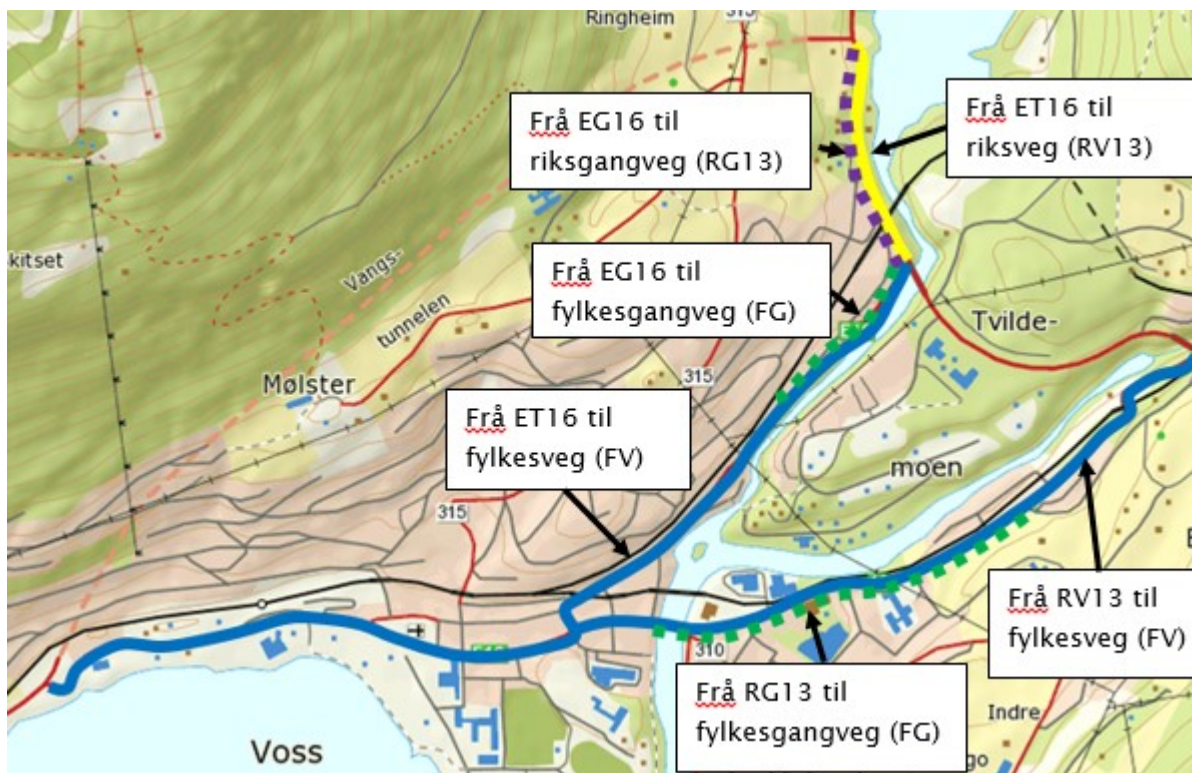 Ringheim
315
Frå EG16 til
riksgangveg (RG13)
Frå ET16 til
riksveg (RV13)
kitset
Vangs-
tunnelen
Frå EG16 til
fylkesgangveg (FG)
Tvilde-
Mølster
315
Frå ET16 til
fylkesveg (FV)
moen
315
Frå RV13 til
fylkesveg (FV)
310
Frå RG13 til
fylkesgangveg (FG)
Indre
Voss
go